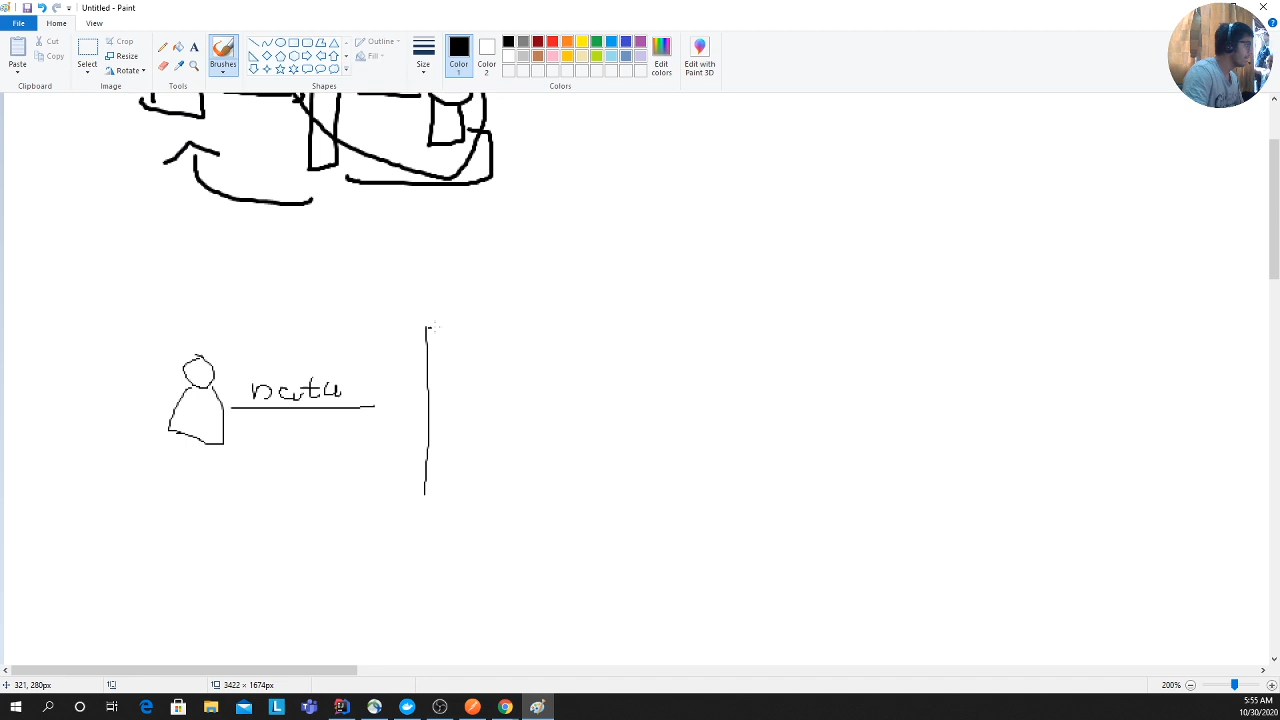 Untitled - Paint
File Home View
Paste Cut Copy Clipboard
Select Crop Resize Rotate Image
Tools
Brushes
Outline Fill Shapes
Size
Color 1 Color 2 Edit colors Edit with Paint 3D
Colors
Data
321, 280px
3422 × 1674px
200%
5:55 AM
10/30/2020